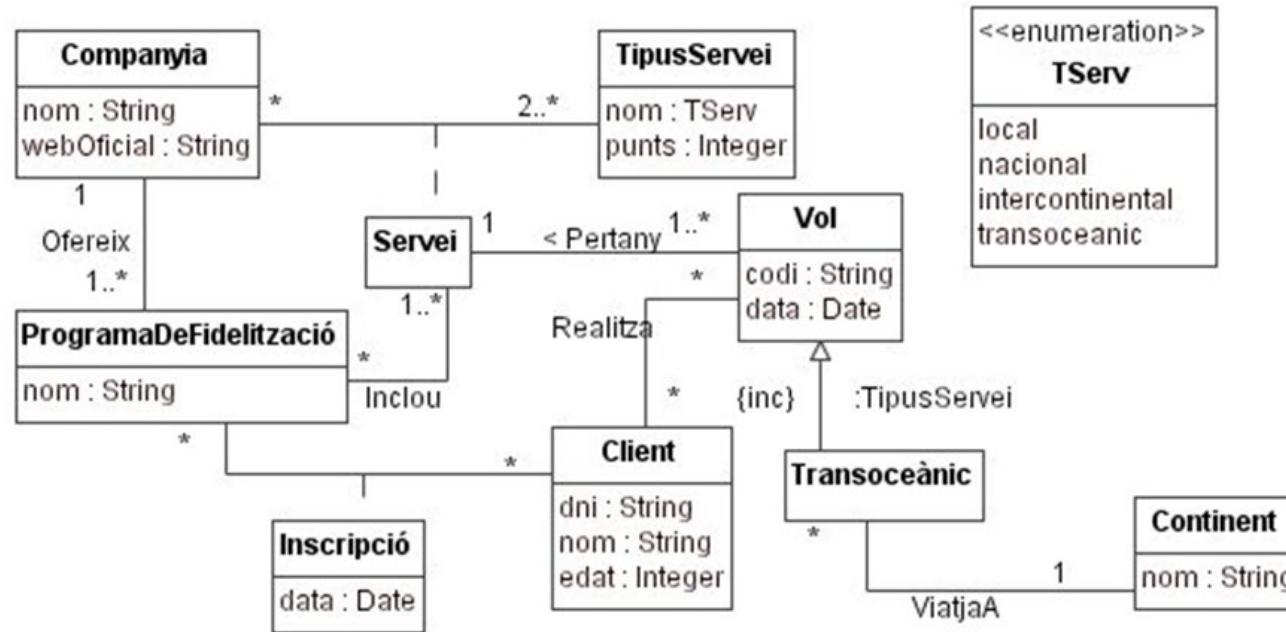 Companyia
nom : String
webOficial : String
*
2..*
TipusServei
nom : TServ
punts : Integer
<<enumeration>>
TServ
local
nacional
intercontinental
transoceanic
1
Ofereix
1..*
Servei
1
< Pertany
1..*
Vol
codi : String
data : Date
1..*
*
Realitza
*
ProgramaDeFidelització
nom : String
*
Inclou
{inc}
:TipusServei
*
*
Client
dni : String
nom : String
edat : Integer
Inscripció
data : Date
Transoceànic
*
ViatjaA
1
Continent
nom : String